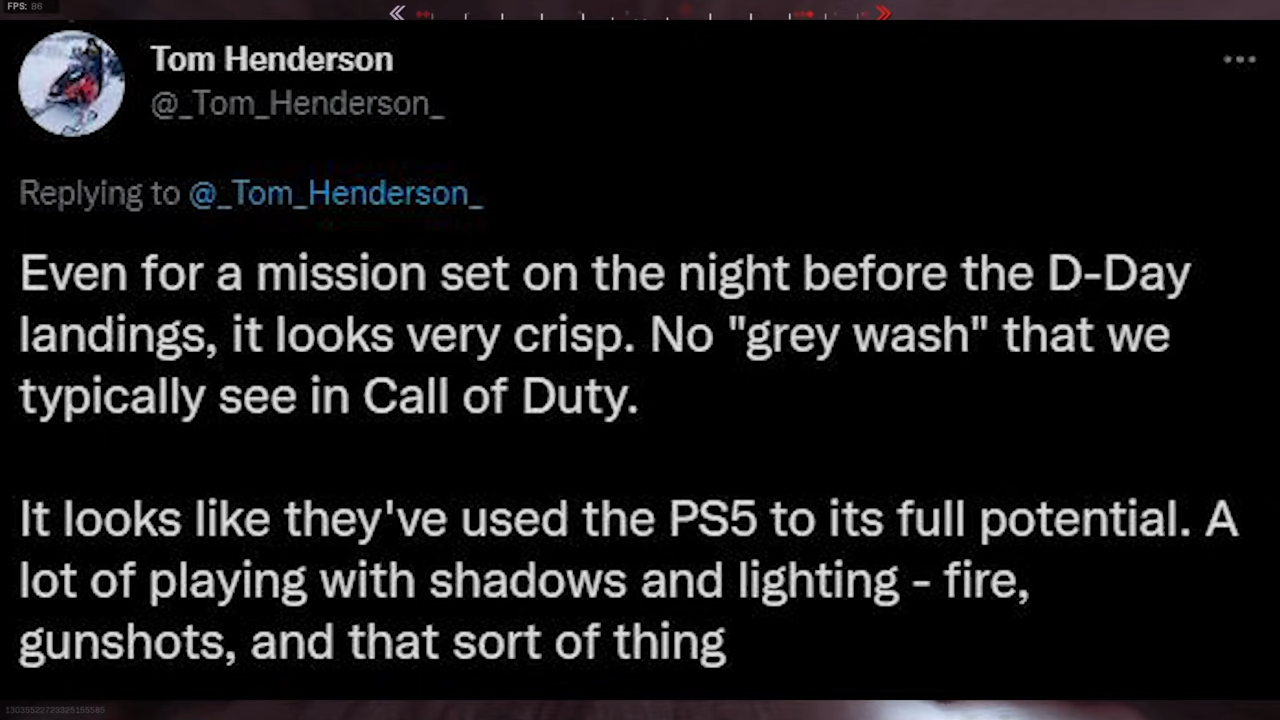 FPS: 86
Tom Henderson
@_Tom_Henderson_
Replying to @_Tom_Henderson_
Even for a mission set on the night before the D-Day
landings, it looks very crisp. No "grey wash" that we
typically see in Call of Duty.
It looks like they've used the PS5 to its full potential. A
lot of playing with shadows and lighting - fire,
gunshots, and that sort of thing